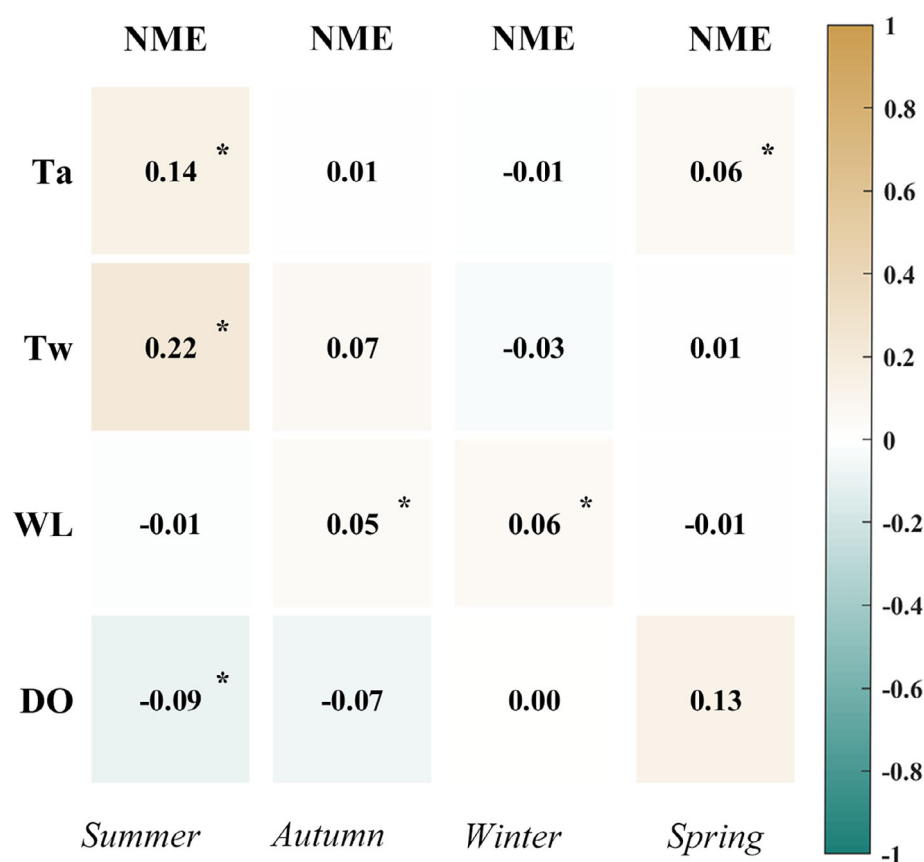 NME NME NME NME
Ta 0.14 * 0.01 -0.01 0.06 *
Tw 0.22 * 0.07 -0.03 0.01
WL -0.01 0.05 * 0.06 * -0.01
DO -0.09 * -0.07 0.00 0.13
Summer Autumn Winter Spring
1
0.8
0.6
0.4
0.2
0
-0.2
-0.4
-0.6
-0.8
-1